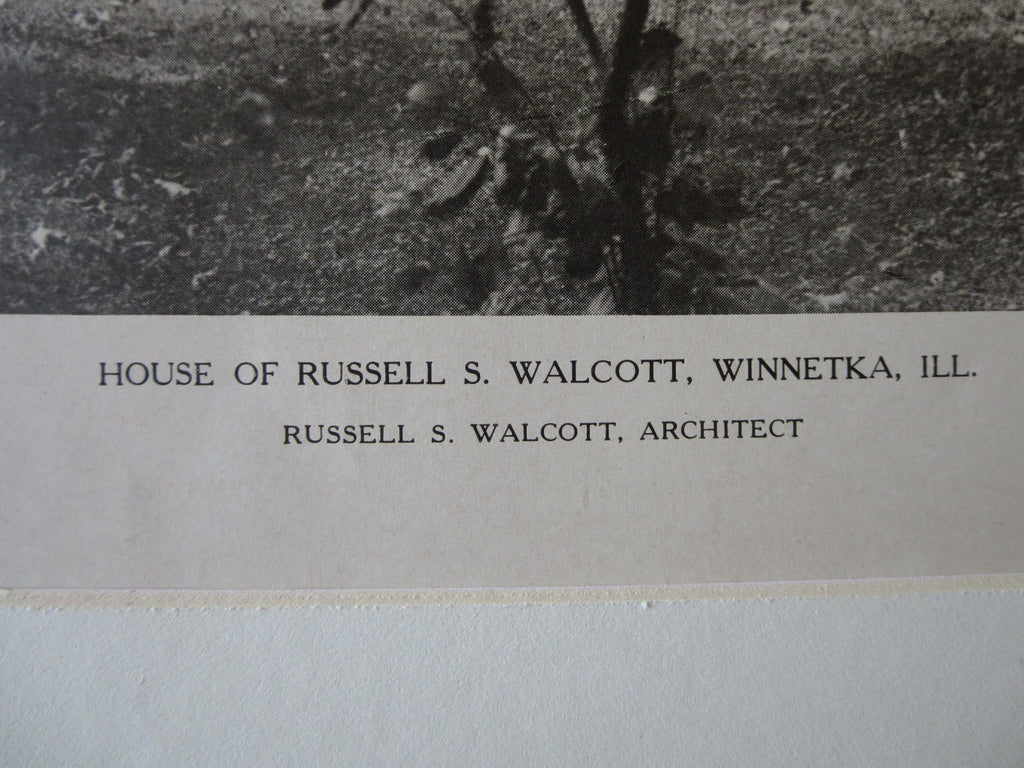 HOUSE OF RUSSELL S. WALCOTT, WINNETKA, ILL.
RUSSELL S. WALCOTT, ARCHITECT